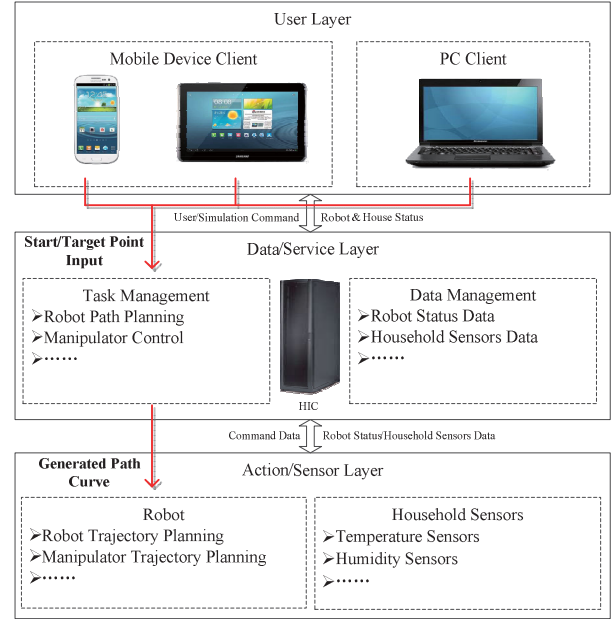 User Layer
Mobile Device Client
PC Client
User/Simulation Command
Robot & House Status
Start/Target Point
Input
Data/Service Layer
Task Management
➢Robot Path Planning
➢Manipulator Control
➢……
HIC
Data Management
➢Robot Status Data
➢Household Sensors Data
➢……
Command Data
Robot Status/Household Sensors Data
Generated Path
Curve
Action/Sensor Layer
Robot
➢Robot Trajectory Planning
➢Manipulator Trajectory Planning
➢……
Household Sensors
➢Temperature Sensors
➢Humidity Sensors
➢……